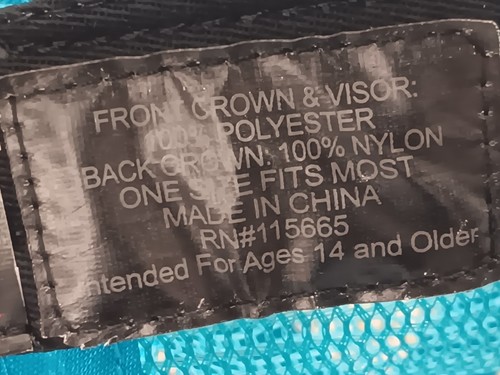 FRONT CROWN & VISOR:
100% POLYESTER
BACK CROWN: 100% NYLON
ONE SIZE FITS MOST
MADE IN CHINA
RN#115665
Intended For Ages 14 and Older